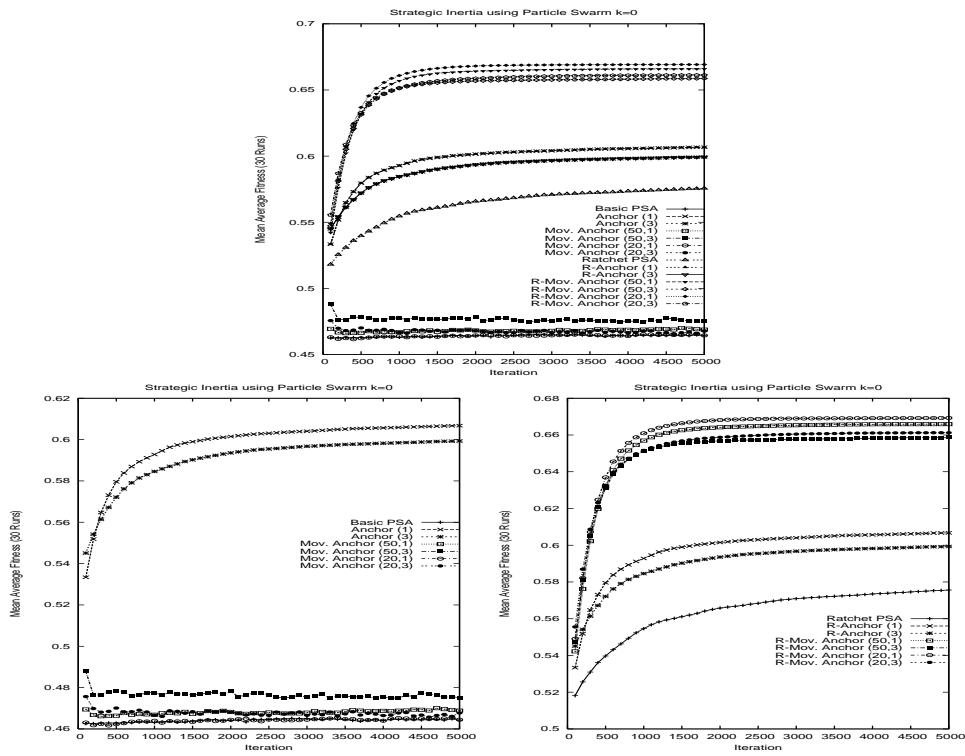 Strategic Inertia using Particle Swarm k=0
Mean Average Fitness (30 Runs)
0.7
0.65
0.6
0.55
0.5
0.45
Basic PSA
Anchor (1)
Anchor (3)
Mov. Anchor (50,1)
Mov. Anchor (50,3)
Mov. Anchor (20,1)
Mov. Anchor (20,3)
Ratchet PSA
R-Anchor (1)
R-Anchor (3)
R-Mov. Anchor (50,1)
R-Mov. Anchor (50,3)
R-Mov. Anchor (20,1)
R-Mov. Anchor (20,3)
0 500 1000 1500 2000 2500 3000 3500 4000 4500 5000
Iteration
Strategic Inertia using Particle Swarm k=0
Mean Average Fitness (30 Runs)
0.62
0.6
0.58
0.56
0.54
0.52
0.5
0.48
0.46
Basic PSA
Anchor (1)
Anchor (3)
Mov. Anchor (50,1)
Mov. Anchor (50,3)
Mov. Anchor (20,1)
Mov. Anchor (20,3)
0 500 1000 1500 2000 2500 3000 3500 4000 4500 5000
Iteration
Strategic Inertia using Particle Swarm k=0
Mean Average Fitness (30 Runs)
0.68
0.66
0.64
0.62
0.6
0.58
0.56
0.54
0.52
0.5
Ratchet PSA
R-Anchor (1)
R-Anchor (3)
R-Mov. Anchor (50,1)
R-Mov. Anchor (50,3)
R-Mov. Anchor (20,1)
R-Mov. Anchor (20,3)
0 500 1000 1500 2000 2500 3000 3500 4000 4500 5000
Iteration